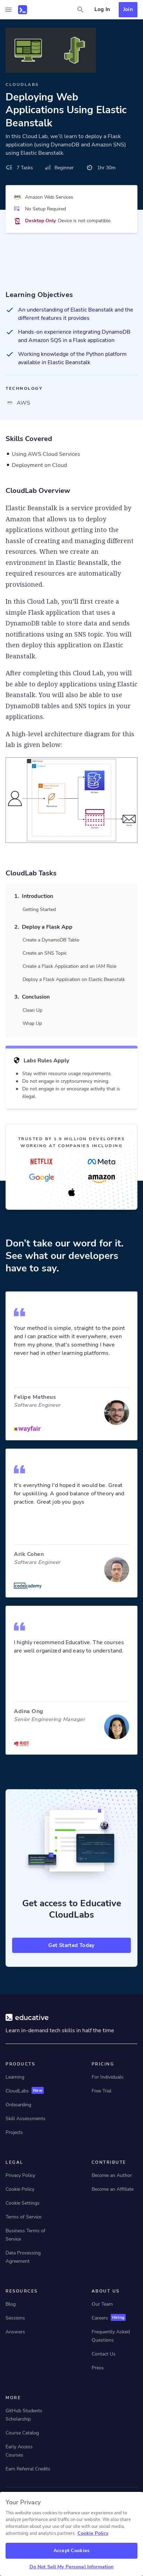 Log In
Join
CLOUDLABS
Deploying Web
Applications Using Elastic
Beanstalk
In this Cloud Lab, we'll learn to deploy a Flask
application (using DynamoDB and Amazon SNS)
using Elastic Beanstalk.
7 Tasks
Beginner
1hr 30m
Amazon Web Services
No Setup Required
Desktop Only Device is not compatible.
Learning Objectives
An understanding of Elastic Beanstalk and the
different features it provides
Hands-on experience integrating DynamoDB
and Amazon SQS in a Flask application
Working knowledge of the Python platform
available in Elastic Beanstalk
TECHNOLOGY
AWS
Skills Covered
Using AWS Cloud Services
Deployment on Cloud
CloudLab Overview
Elastic Beanstalk is a service provided by
Amazon that allows us to deploy
applications without getting into the
hassle of creating and managing different
resources. When we create an
environment in Elastic Beanstalk, the
required resources are automatically
provisioned.
In this Cloud Lab, you'll first create a
simple Flask application that uses a
DynamoDB table to store data and sends
notifications using an SNS topic. You will
then deploy this application using Elastic
Beanstalk.
After completing this Cloud Lab, you will
be able to deploy applications using Elastic
Beanstalk. You will also be able to use
DynamoDB tables and SNS topics in your
applications.
A high-level architecture diagram for this
lab is given below:
CloudLab Tasks
1. Introduction
Getting Started
2. Deploy a Flask App
Create a DynamoDB Table
Create an SNS Topic
Create a Flask Application and an IAM Role
Deploy a Flask Application on Elastic Beanstalk
3. Conclusion
Clean Up
Wrap Up
Labs Rules Apply
Stay within resource usage requirements.
Do not engage in cryptocurrency mining.
Do not engage in or encourage activity that is
illegal.
TRUSTED BY 1.9 MILLION DEVELOPERS
WORKING AT COMPANIES INCLUDING
NETFLIX
Meta
Google
amazon
Don't take our word for it.
See what our developers
have to say.
Your method is simple, straight to the point
and I can practice with it everywhere, even
from my phone, that's something I have
never had in other learning platforms.
Felipe Matheus
Software Engineer
wayfair
It's everything I'd hoped it would be. Great
for upskilling. A good amount of theory and
practice. Great job you guys
Arik Cohen
Software Engineer
codecademy
I highly recommend Educative. The courses
are well organized and easy to understand.
Adina Ong
Senior Engineering Manager
RIOT
Get access to Educative
CloudLabs
Get Started Today
educative
Learn in-demand tech skills in half the time
PRODUCTS
Learning
CloudLabs New
Onboarding
Skill Assessments
Projects
PRICING
For Individuals
Free Trial
LEGAL
Privacy Policy
Cookie Policy
Cookie Settings
Terms of Service
Business Terms of
Service
Data Processing
Agreement
CONTRIBUTE
Become an Author
Become an Affiliate
RESOURCES
Blog
Sessions
Answers
ABOUT US
Our Team
Careers Hiring
Frequently Asked
Questions
Contact Us
Press
MORE
GitHub Students
Scholarship
Course Catalog
Early Access
Courses
Earn Referral Credits
Your Privacy
This website uses cookies to enhance user experience and
to analyze performance and traffic on our website. We also
share information about your use of our site with our social
media, advertising and analytics partners. Cookie Policy
Accept Cookies
Do Not Sell My Personal Information